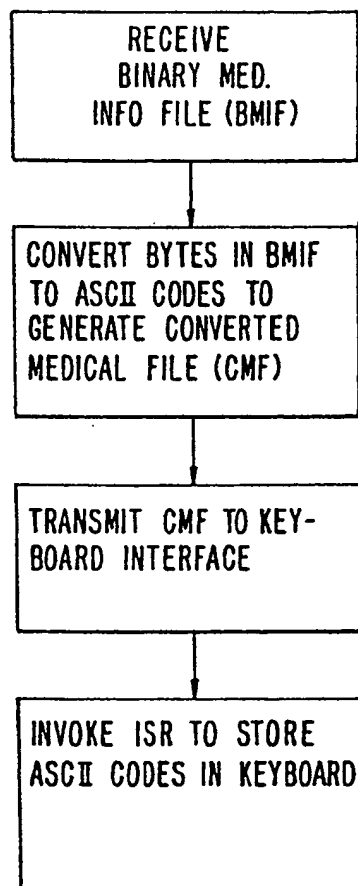 RECEIVE
BINARY MED.
INFO FILE (BMIF)
CONVERT BYTES IN BMIF
TO ASCII CODES TO
GENERATE CONVERTED
MEDICAL FILE (CMF)
TRANSMIT CMF TO KEY-
BOARD INTERFACE
INVOKE ISR TO STORE
ASCII CODES IN KEYBOARD